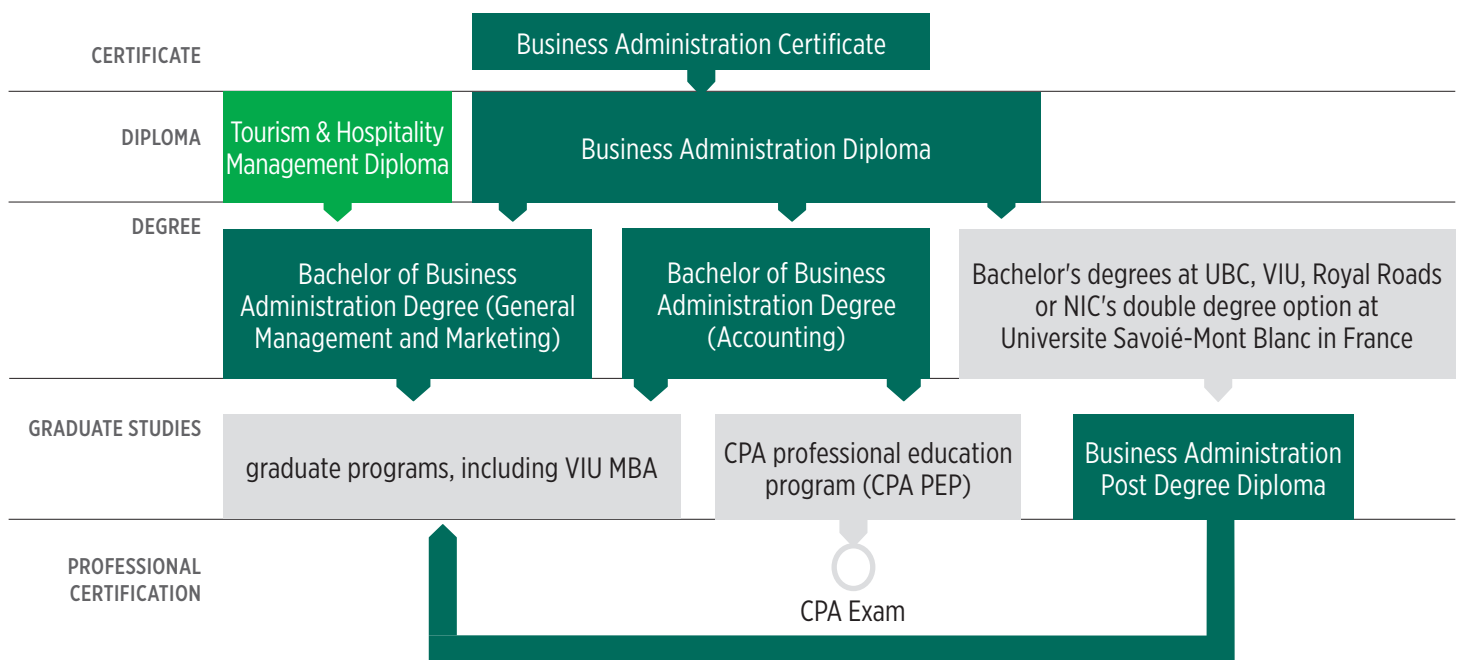 CERTIFICATE
Business Administration Certificate
DIPLOMA
Tourism & Hospitality
Management Diploma
Business Administration Diploma
DEGREE
Bachelor of Business
Administration Degree (General
Management and Marketing)
Bachelor of Business
Administration Degree
(Accounting)
Bachelor's degrees at UBC, VIU, Royal Roads
or NIC's double degree option at
Universite Savoié-Mont Blanc in France
GRADUATE STUDIES
graduate programs, including VIU MBA
CPA professional education
program (CPA PEP)
Business Administration
Post Degree Diploma
PROFESSIONAL
CERTIFICATION
CPA Exam